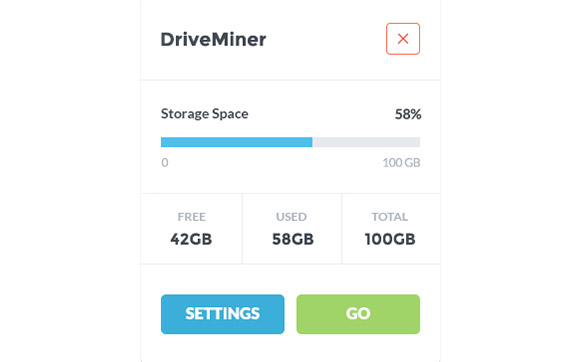 DriveMiner
Storage Space 58%
0 100 GB
FREE USED TOTAL
42GB 58GB 100GB
SETTINGS GO